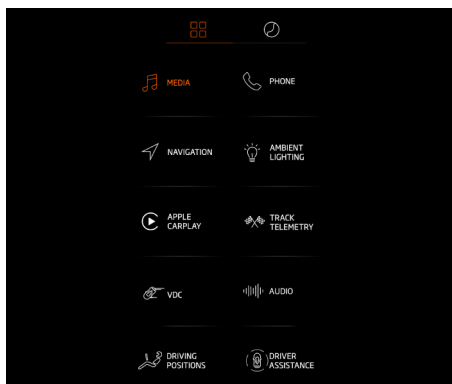 MEDIA
PHONE
NAVIGATION
AMBIENT
LIGHTING
APPLE
CARPLAY
TRACK
TELEMETRY
VDC
AUDIO
DRIVING
POSITIONS
DRIVER
ASSISTANCE